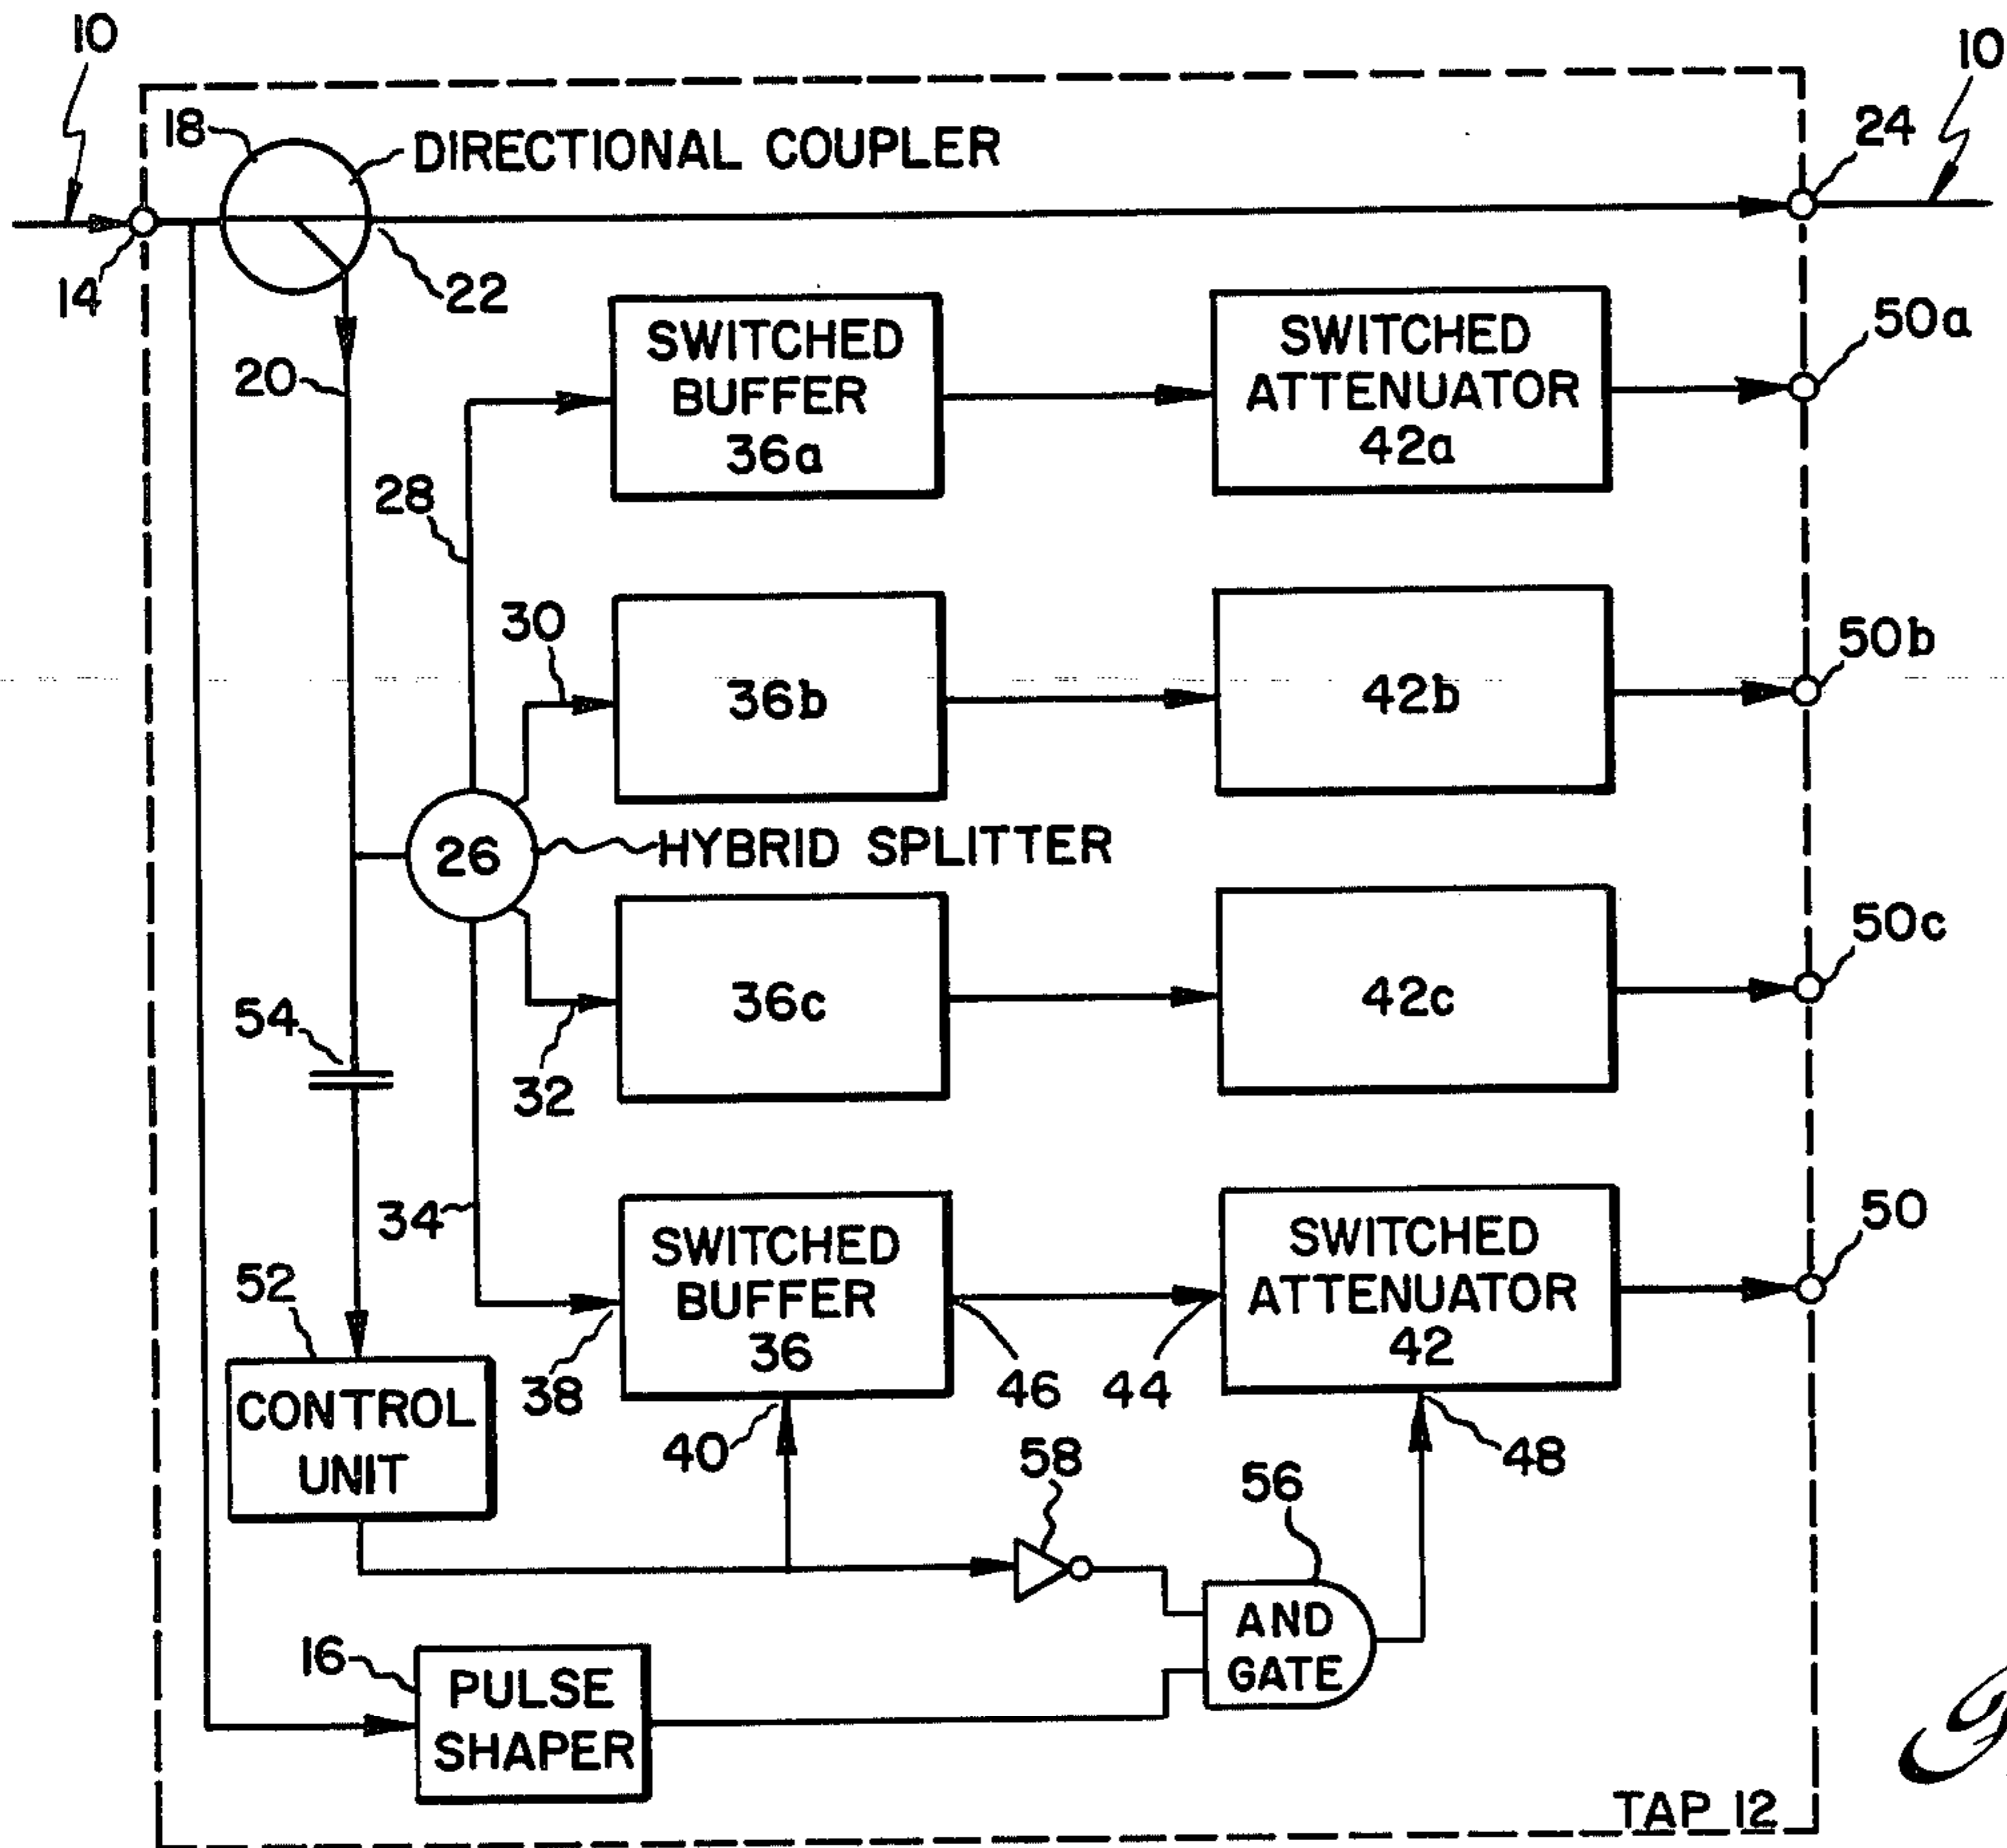 10
10
18
DIRECTIONAL COUPLER
24
14
22
50a
SWITCHED
BUFFER
36a
SWITCHED
ATTENUATOR
42a
20
28
30
36b
42b
50b
26
HYBRID SPLITTER
36c
42c
50c
54
32
34
SWITCHED
BUFFER
36
SWITCHED
ATTENUATOR
42
50
52
38
46
44
CONTROL
UNIT
40
58
56
48
AND
GATE
16
PULSE
SHAPER
TAP 12